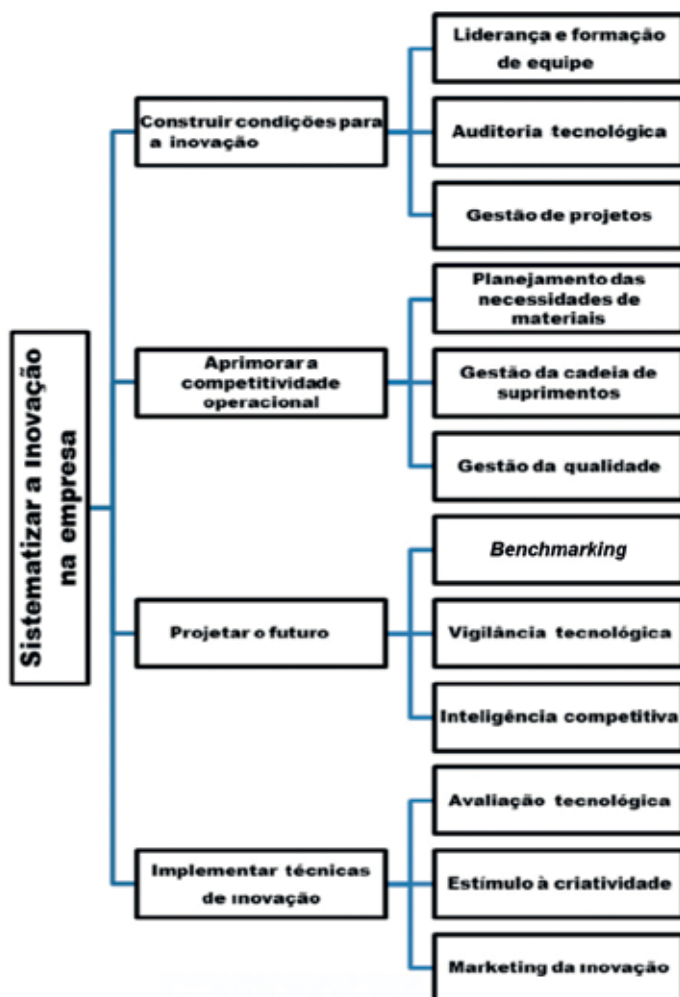 Sistematizar a inovação
na empresa
Construir condições para
a inovação
Liderança e formação
de equipe
Auditoria tecnológica
Gestão de projetos
Aprimorar a
competitividade
operacional
Planejamento das
necessidades de
materiais
Gestão da cadeia de
suprimentos
Gestão da qualidade
Projetar o futuro
Benchmarking
Vigilância tecnológica
Inteligência competitiva
Implementar técnicas
de inovação
Avaliação tecnológica
Estímulo à criatividade
Marketing da inovação